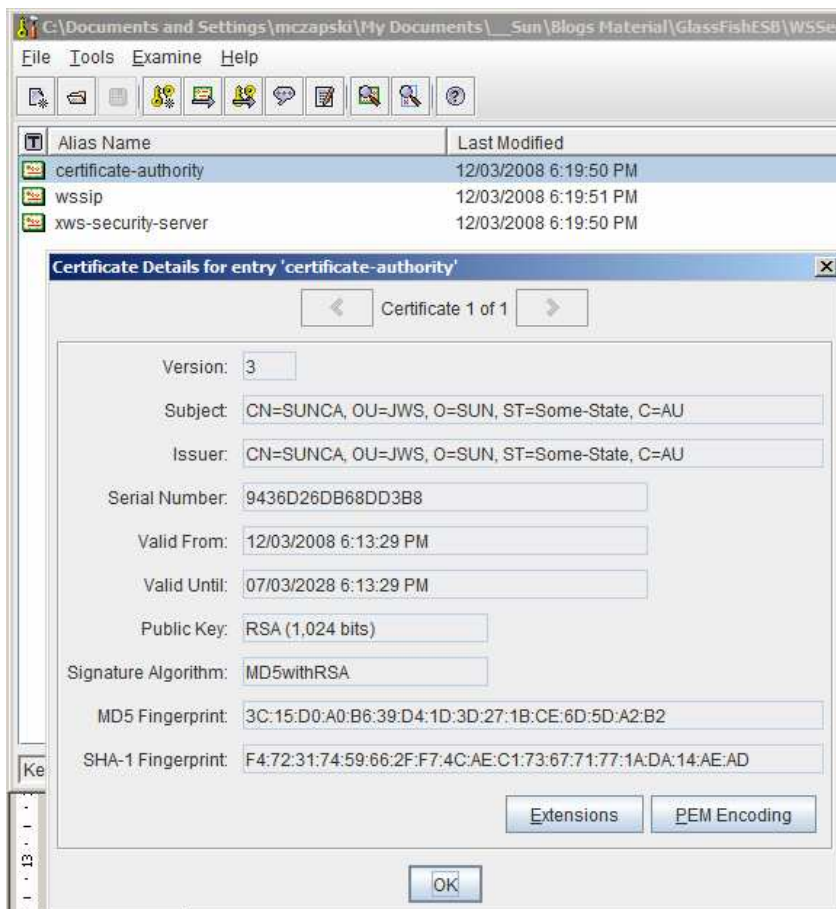 C:\Documents and Settings\mczapski\My Documents\__Sun\Blogs Material\GlassFishESB\WSSe
File Tools Examine Help
T Alias Name Last Modified
certificate-authority 12/03/2008 6:19:50 PM
wssip 12/03/2008 6:19:51 PM
xws-security-server 12/03/2008 6:19:50 PM
Certificate Details for entry 'certificate-authority'
Certificate 1 of 1
Version: 3
Subject: CN=SUNCA, OU=JWS, O=SUN, ST=Some-State, C=AU
Issuer: CN=SUNCA, OU=JWS, O=SUN, ST=Some-State, C=AU
Serial Number: 9436D26DB68DD3B8
Valid From: 12/03/2008 6:13:29 PM
Valid Until: 07/03/2028 6:13:29 PM
Public Key: RSA (1,024 bits)
Signature Algorithm: MD5withRSA
MD5 Fingerprint: 3C:15:D0:A0:B6:39:D4:1D:3D:27:1B:CE:6D:5D:A2:B2
SHA-1 Fingerprint: F4:72:31:74:59:66:2F:F7:4C:AE:C1:73:67:71:77:1A:DA:14:AE:AD
Ke
Extensions PEM Encoding
13
OK